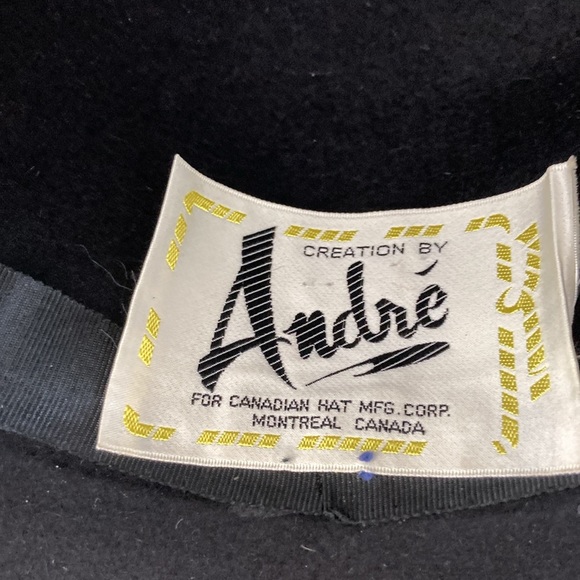 CREATION BY
André
FOR CANADIAN HAT MFG. CORP.
MONTREAL CANADA